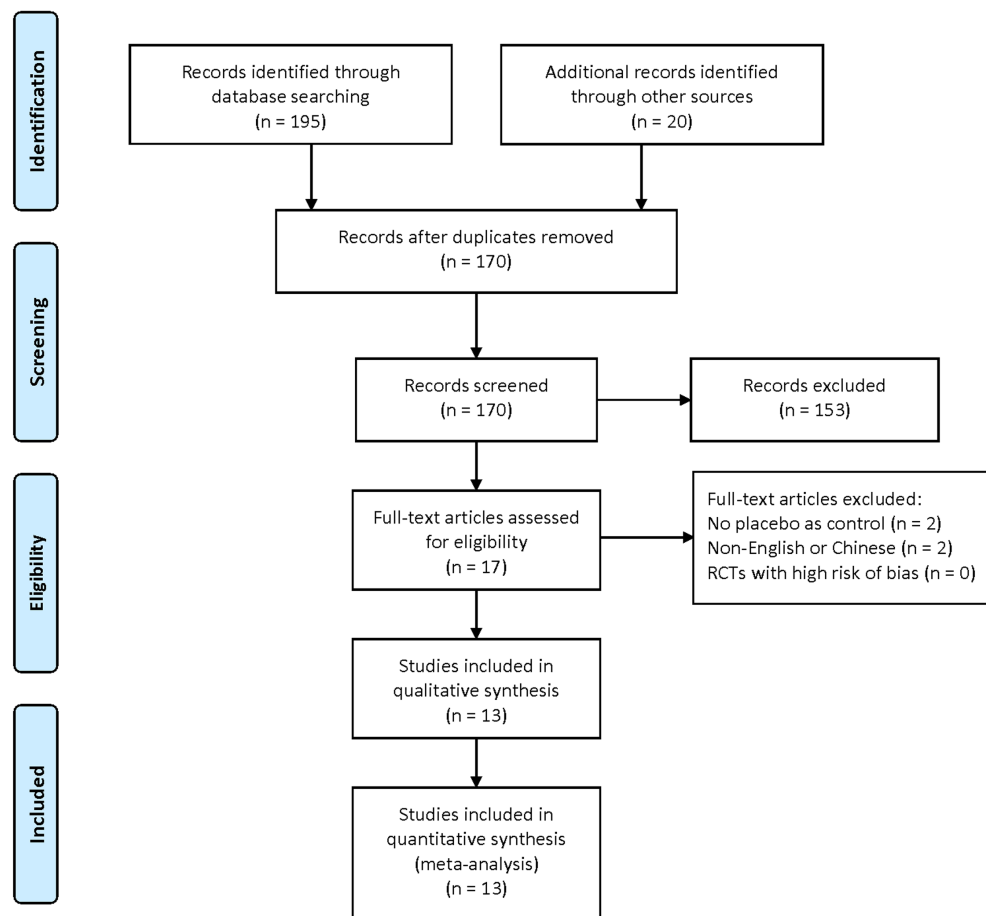 Identification
Records identified through
database searching
(n = 195)
Additional records identified
through other sources
(n = 20)
Records after duplicates removed
(n = 170)
Screening
Records screened
(n = 170)
Records excluded
(n = 153)
Eligibility
Full-text articles assessed
for eligibility
(n = 17)
Full-text articles excluded:
No placebo as control (n = 2)
Non-English or Chinese (n = 2)
RCTs with high risk of bias (n = 0)
Studies included in
qualitative synthesis
(n = 13)
Included
Studies included in
quantitative synthesis
(meta-analysis)
(n = 13)